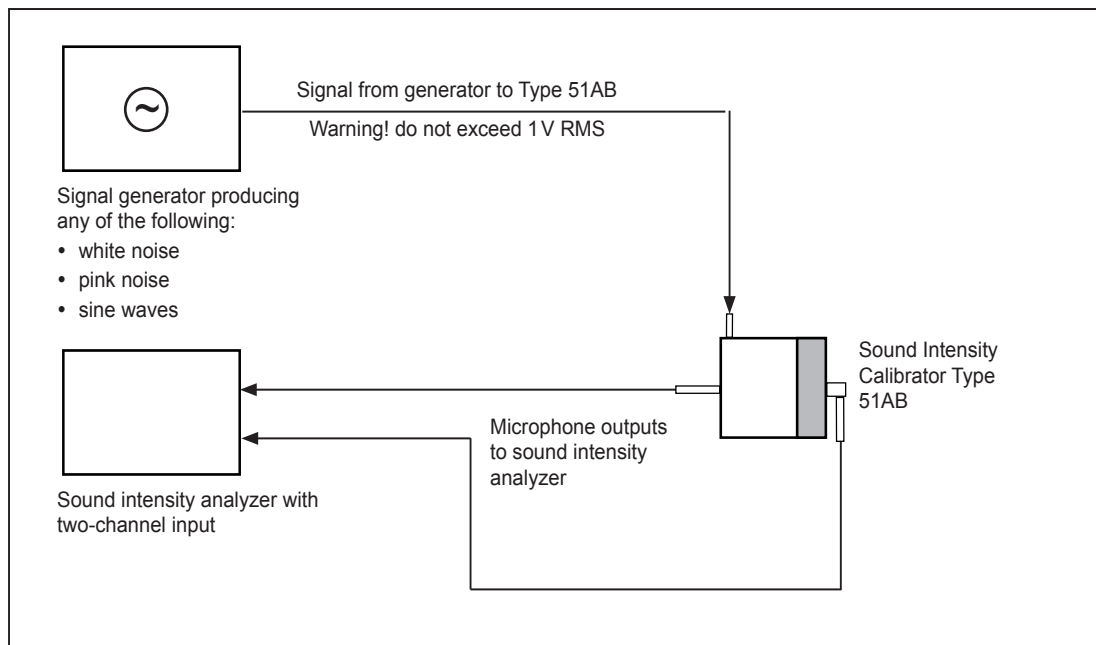 ~
Signal from generator to Type 51AB
Warning! do not exceed 1V RMS
Signal generator producing
any of the following:
• white noise
• pink noise
• sine waves
Sound Intensity
Calibrator Type
51AB
Microphone outputs
to sound intensity
analyzer
Sound intensity analyzer with
two-channel input